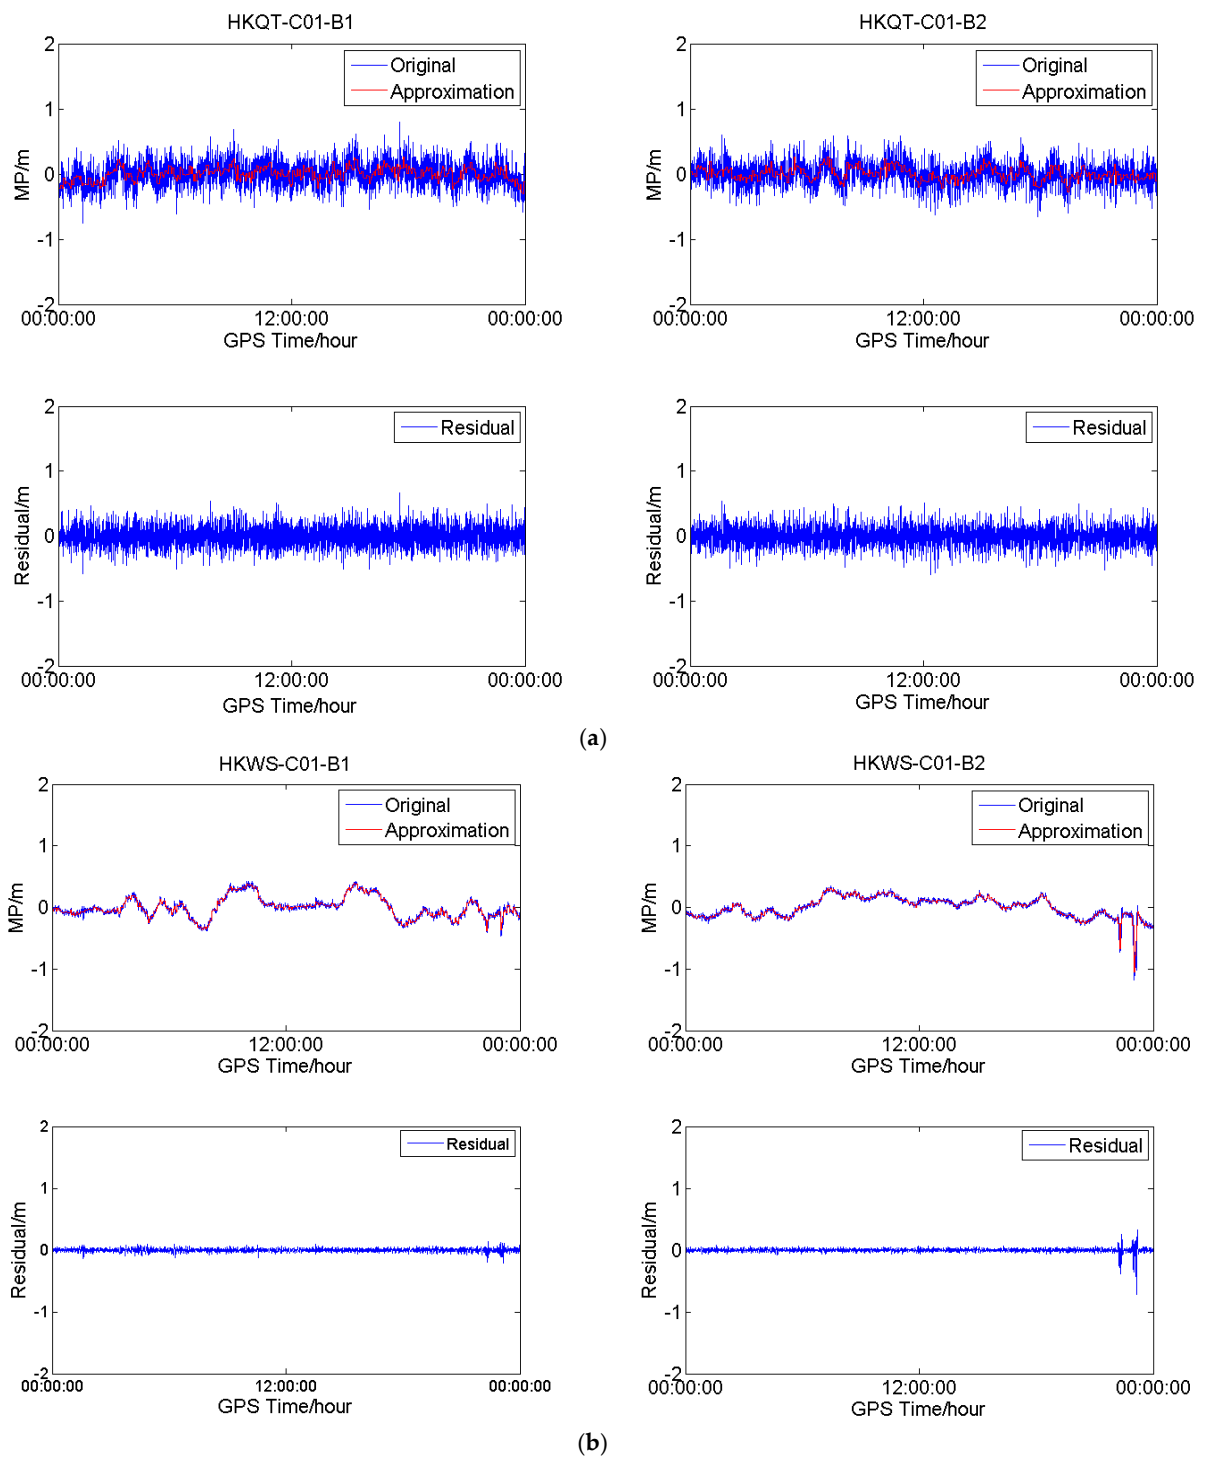 HKQT-C01-B1
2
1
0
-1
-2
MP/m
Original
Approximation
00:00:00 12:00:00 00:00:00
GPS Time/hour
HKQT-C01-B2
2
1
0
-1
-2
MP/m
Original
Approximation
00:00:00 12:00:00 00:00:00
GPS Time/hour
2
1
0
-1
-2
Residual/m
Residual
00:00:00 12:00:00 00:00:00
GPS Time/hour
2
1
0
-1
-2
Residual/m
Residual
00:00:00 12:00:00 00:00:00
GPS Time/hour
(a)
HKWS-C01-B1
2
1
0
-1
-2
MP/m
Original
Approximation
00:00:00 12:00:00 00:00:00
GPS Time/hour
HKWS-C01-B2
2
1
0
-1
-2
MP/m
Original
Approximation
00:00:00 12:00:00 00:00:00
GPS Time/hour
2
1
0
-1
-2
Residual/m
Residual
00:00:00 12:00:00 00:00:00
GPS Time/hour
2
1
0
-1
-2
Residual/m
Residual
00:00:00 12:00:00 00:00:00
GPS Time/hour
(b)